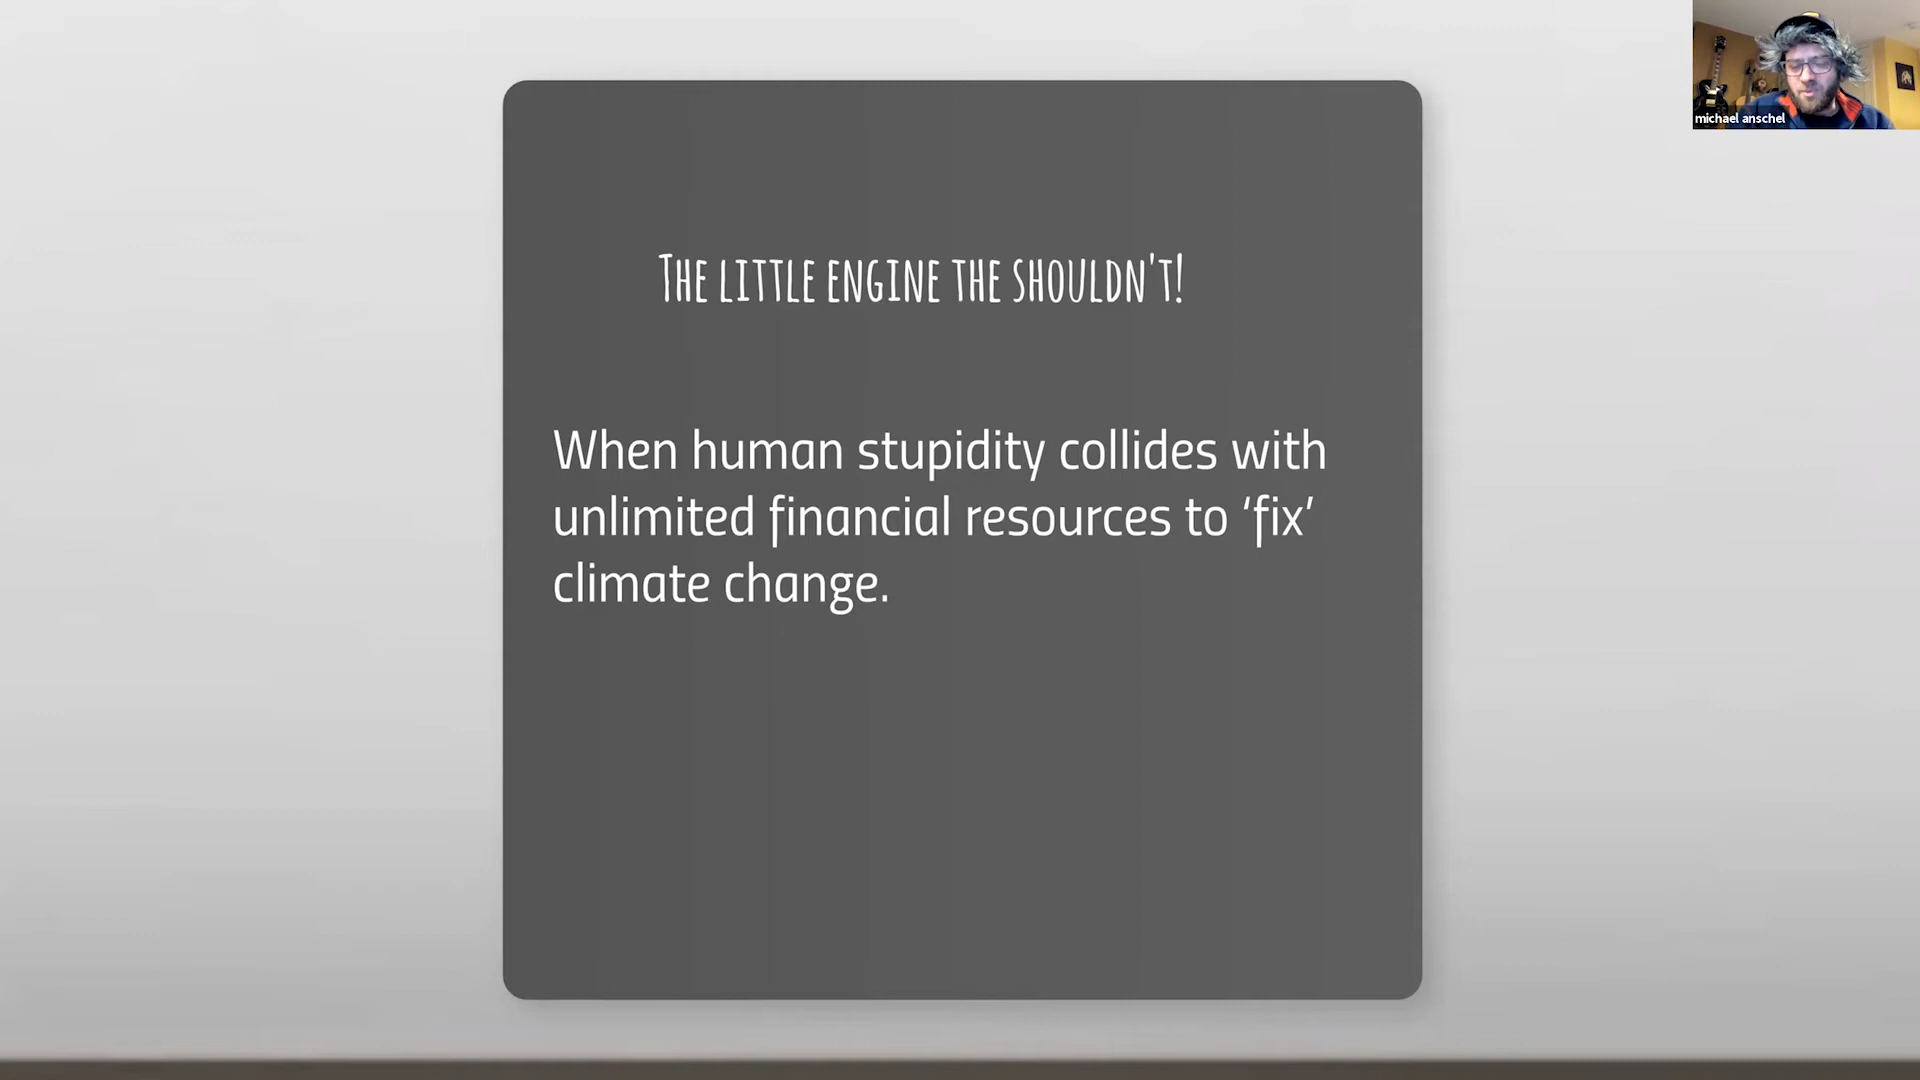 michael anschel
The little engine the shouldn't!
When human stupidity collides with
unlimited financial resources to ‘fix’
climate change.